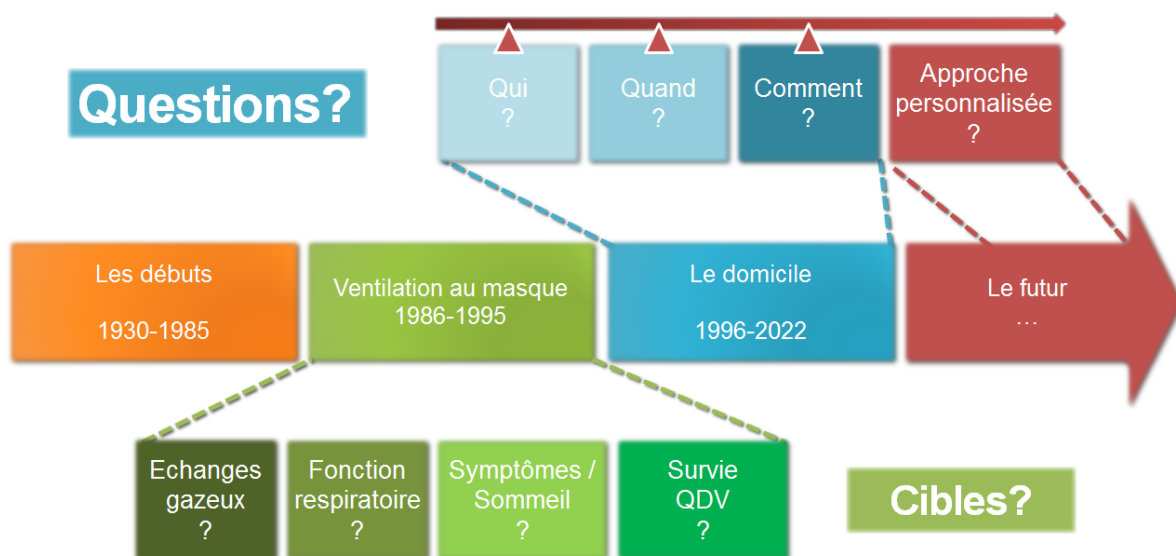 Questions?
Qui
?
Quand
?
Comment
?
Approche
personnalisée
?
Les débuts
1930-1985
Ventilation au masque
1986-1995
Le domicile
1996-2022
Le futur
...
Echanges
gazeux
?
Fonction
respiratoire
?
Symptômes /
Sommeil
?
Survie
QDV
?
Cibles?